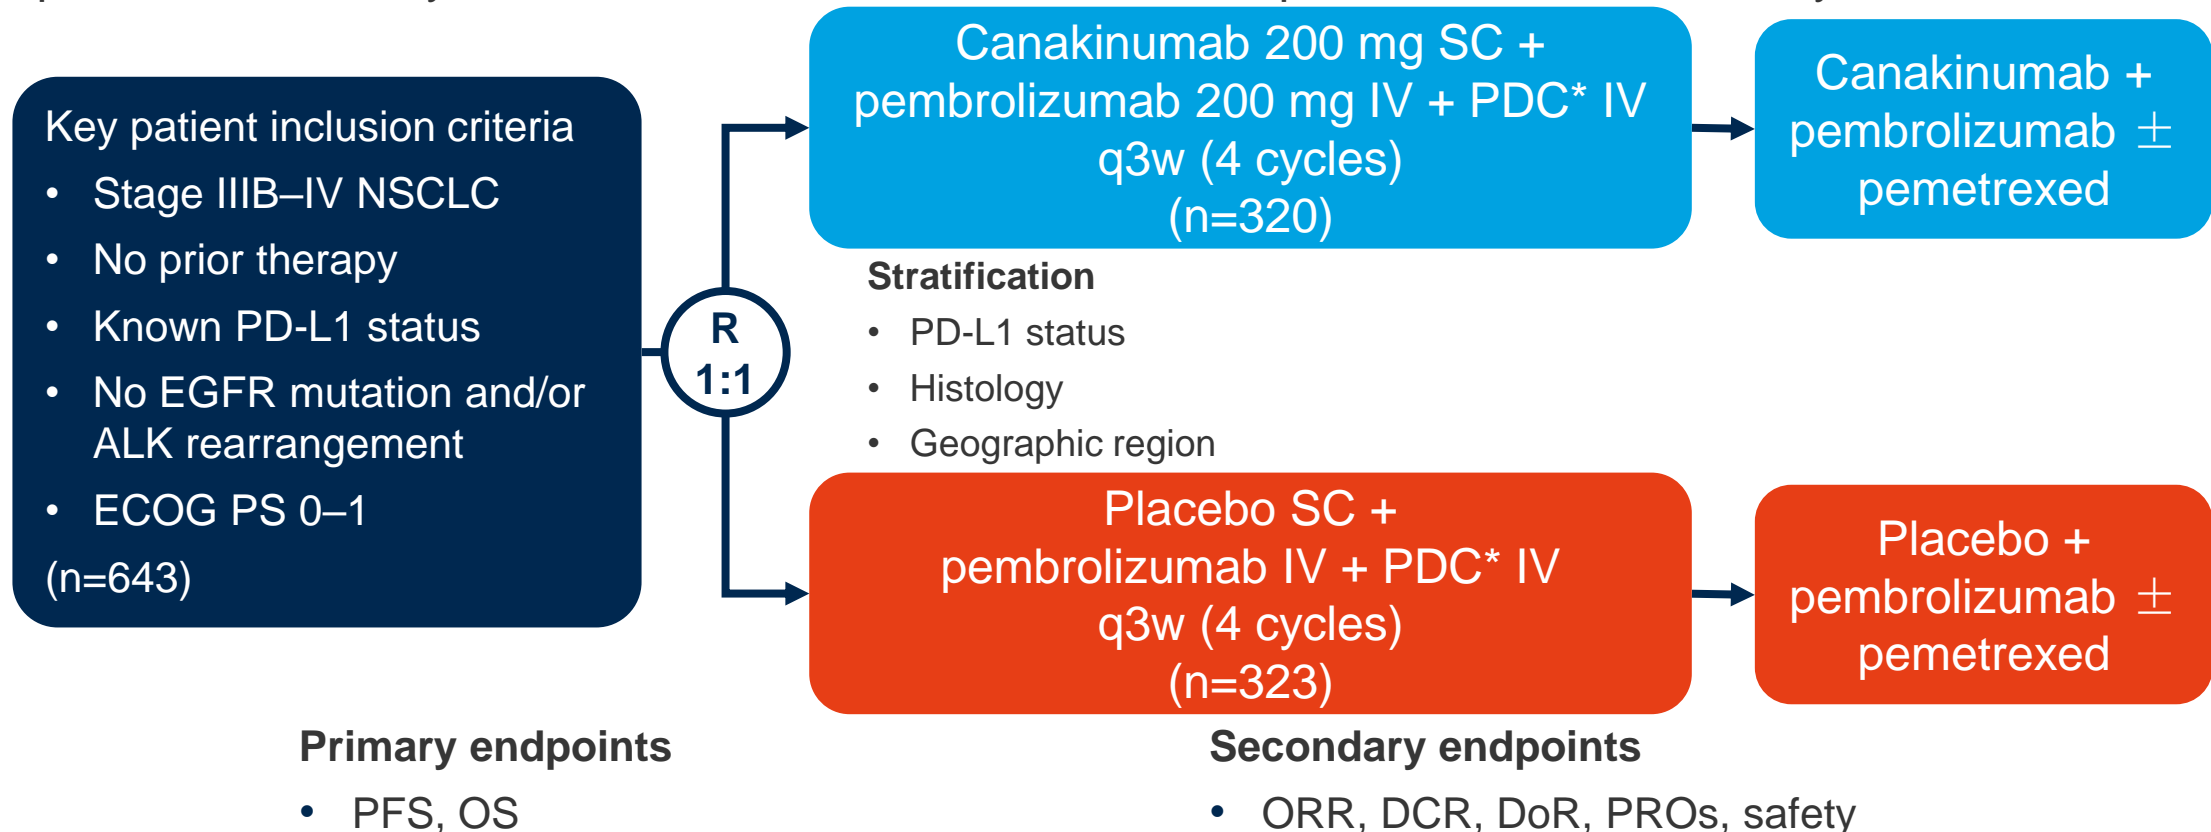 Key patient inclusion criteria
• Stage IIIB–IV NSCLC
• No prior therapy
• Known PD-L1 status
• No EGFR mutation and/or
ALK rearrangement
• ECOG PS 0–1
(n=643)
R
1:1
Canakinumab 200 mg SC +
pembrolizumab 200 mg IV + PDC* IV
q3w (4 cycles)
(n=320)
Canakinumab +
pembrolizumab ±
pemetrexed
Stratification
• PD-L1 status
• Histology
• Geographic region
Placebo SC +
pembrolizumab IV + PDC* IV
q3w (4 cycles)
(n=323)
Placebo +
pembrolizumab ±
pemetrexed
Primary endpoints
• PFS, OS
Secondary endpoints
• ORR, DCR, DoR, PROs, safety